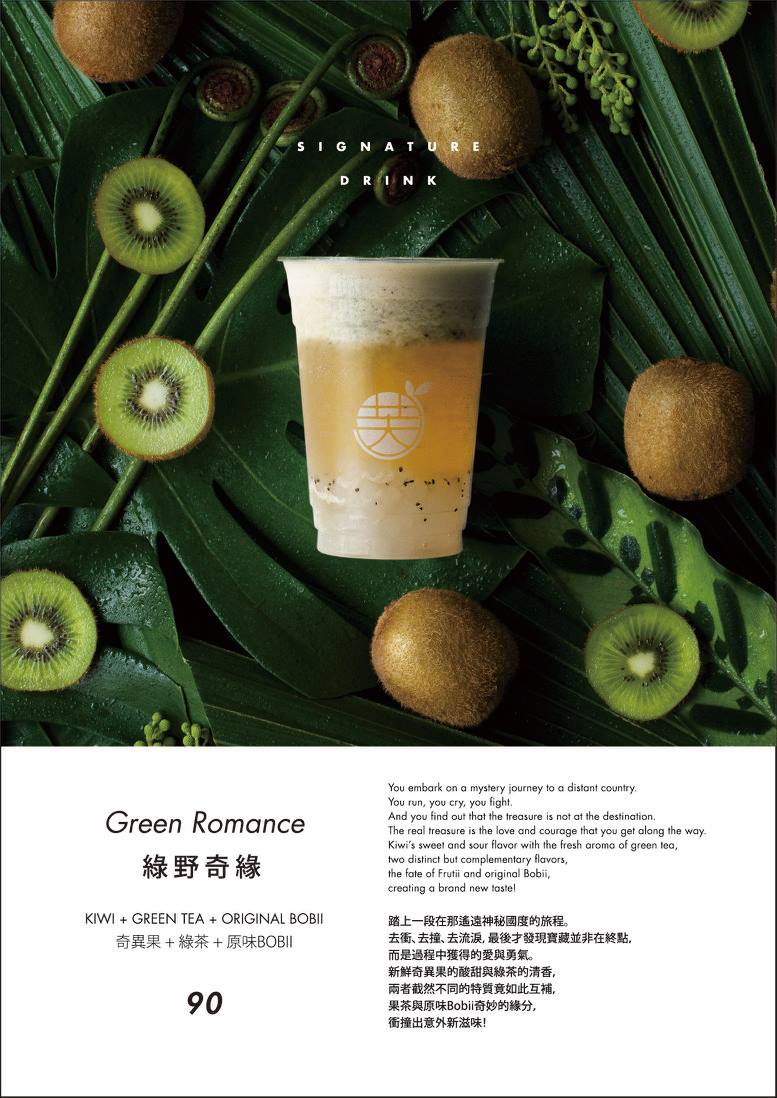 SIGNATURE
DRINK
芙
Green Romance
綠野奇緣
KIWI + GREEN TEA + ORIGINAL BOBII
奇異果 + 綠茶 + 原味BOBII
90
You embark on a mystery journey to a distant country.
You run, you cry, you fight.
And you find out that the treasure is not at the destination.
The real treasure is the love and courage that you get along the way.
Kiwi's sweet and sour flavor with the fresh aroma of green tea,
two distinct but complementary flavors,
the fate of Frutii and original Bobii,
creating a brand new taste!
踏上一段在那遙遠神秘國度的旅程。
去衝、去撞、去流淚, 最後才發現寶藏並非在終點,
而是過程中獲得的愛與勇氣。
新鮮奇異果的酸甜與綠茶的清香,
兩者截然不同的特質竟如此互補,
果茶與原味Bobii奇妙的緣分,
衝撞出意外新滋味!